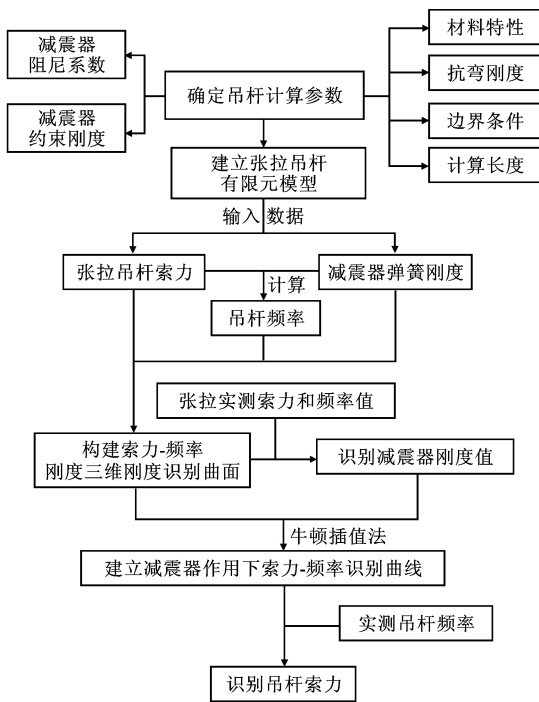 减震器
阻尼系数
减震器
约束刚度
确定吊杆计算参数
材料特性
抗弯刚度
边界条件
计算长度
建立张拉吊杆
有限元模型
输入 数据
张拉吊杆索力
减震器弹簧刚度
计算
吊杆频率
张拉实测索力和频率值
构建索力-频率
刚度三维刚度识别曲面
识别减震器刚度值
牛顿插值法
建立减震器作用下索力-频率识别曲线
实测吊杆频率
识别吊杆索力